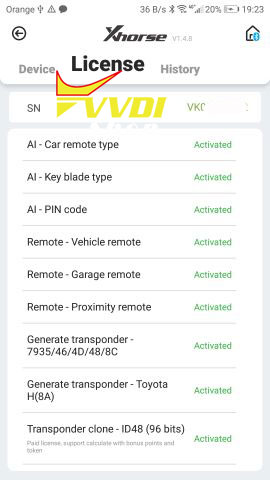 Orange
36 B/s
4G
20%
19:23
Xhorse V1.4.8
Device License History
SN VK0
VVDI
AI - Car remote type Activated
AI - Key blade type Activated
AI - PIN code Activated
Remote - Vehicle remote Activated
Remote - Garage remote Activated
Remote - Proximity remote Activated
Generate transponder -
7935/46/4D/48/8C Activated
Generate transponder - Toyota
H(8A) Activated
Transponder clone - ID48 (96 bits)
Activated
Paid license, support calculate with bonus points and
token